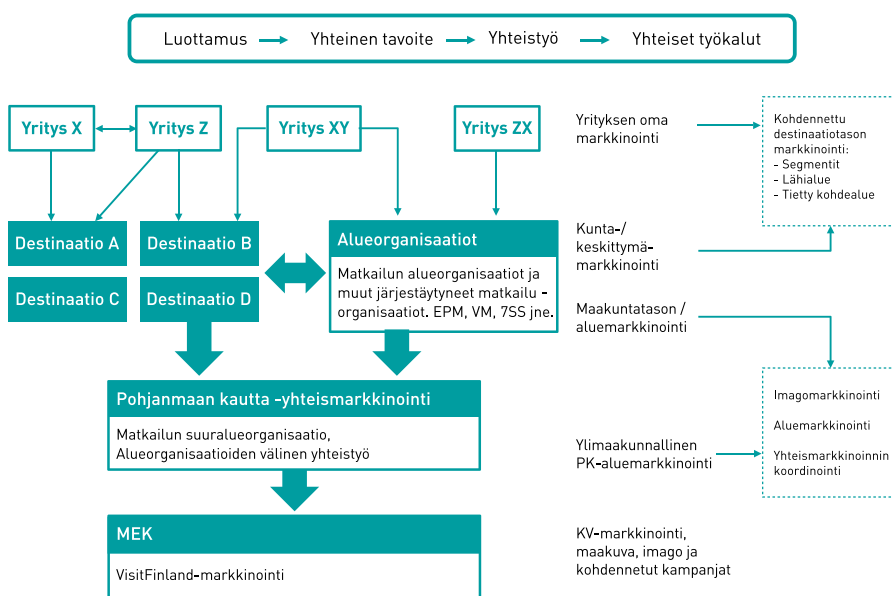 Luottamus Yhteinen tavoite Yhteistyö Yhteiset työkalut
Yritys X
Yritys Z
Yritys XY
Yritys ZX
Yrityksen oma
markkinointi
Kohdennettu
destinaatiotason
markkinointi:
- Segmentit
- Lähialue
- Tietty kohdealue
Destinaatio A
Destinaatio B
Destinaatio C
Destinaatio D
Alueorganisaatiot
Matkailun alueorganisaatiot ja
muut järjestäytyneet matkailu -
organisaatiot. EPM, VM, 7SS jne.
Kunta-/
keskittymä-
markkinointi
Maakuntatason /
aluemarkkinointi
Pohjanmaan kautta -yhteismarkkinointi
Matkailun suuralueorganisaatio,
Alueorganisaatioiden välinen yhteistyö
Ylimaakunnallinen
PK-aluemarkkinointi
Imagomarkkinointi
Aluemarkkinointi
Yhteismarkkinoinnin
koordinointi
MEK
VisitFinland-markkinointi
KV-markkinointi,
maakuva, imago ja
kohdennetut kampanjat